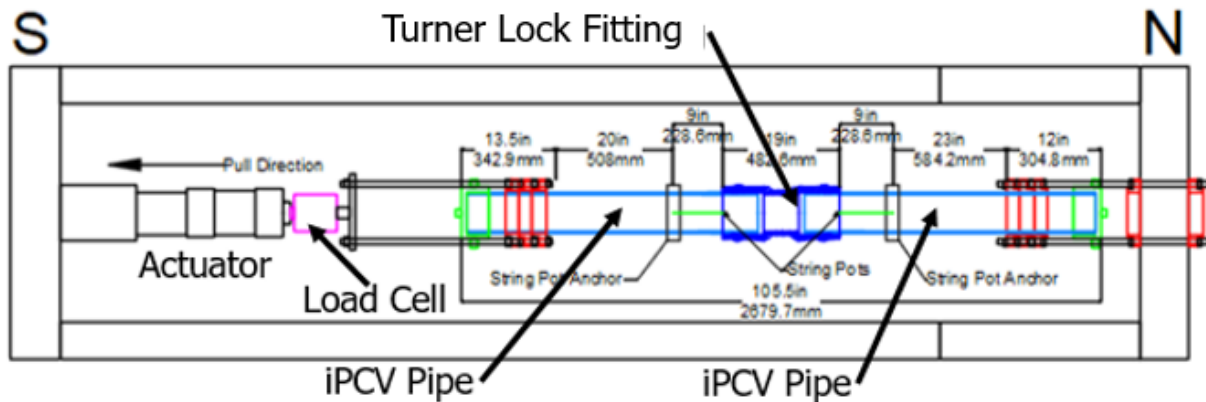 S
Turner Lock Fitting
N
9in
228.6mm
9in
228.6mm
13.5in
342.9mm
20in
508mm
19in
482.6mm
23in
584.2mm
12in
304.8mm
Pull Direction
Actuator
Load Cell
String Pot Anchor
String Pots
String Pot Anchor
105.5in
2679.7mm
iPCV Pipe
iPCV Pipe